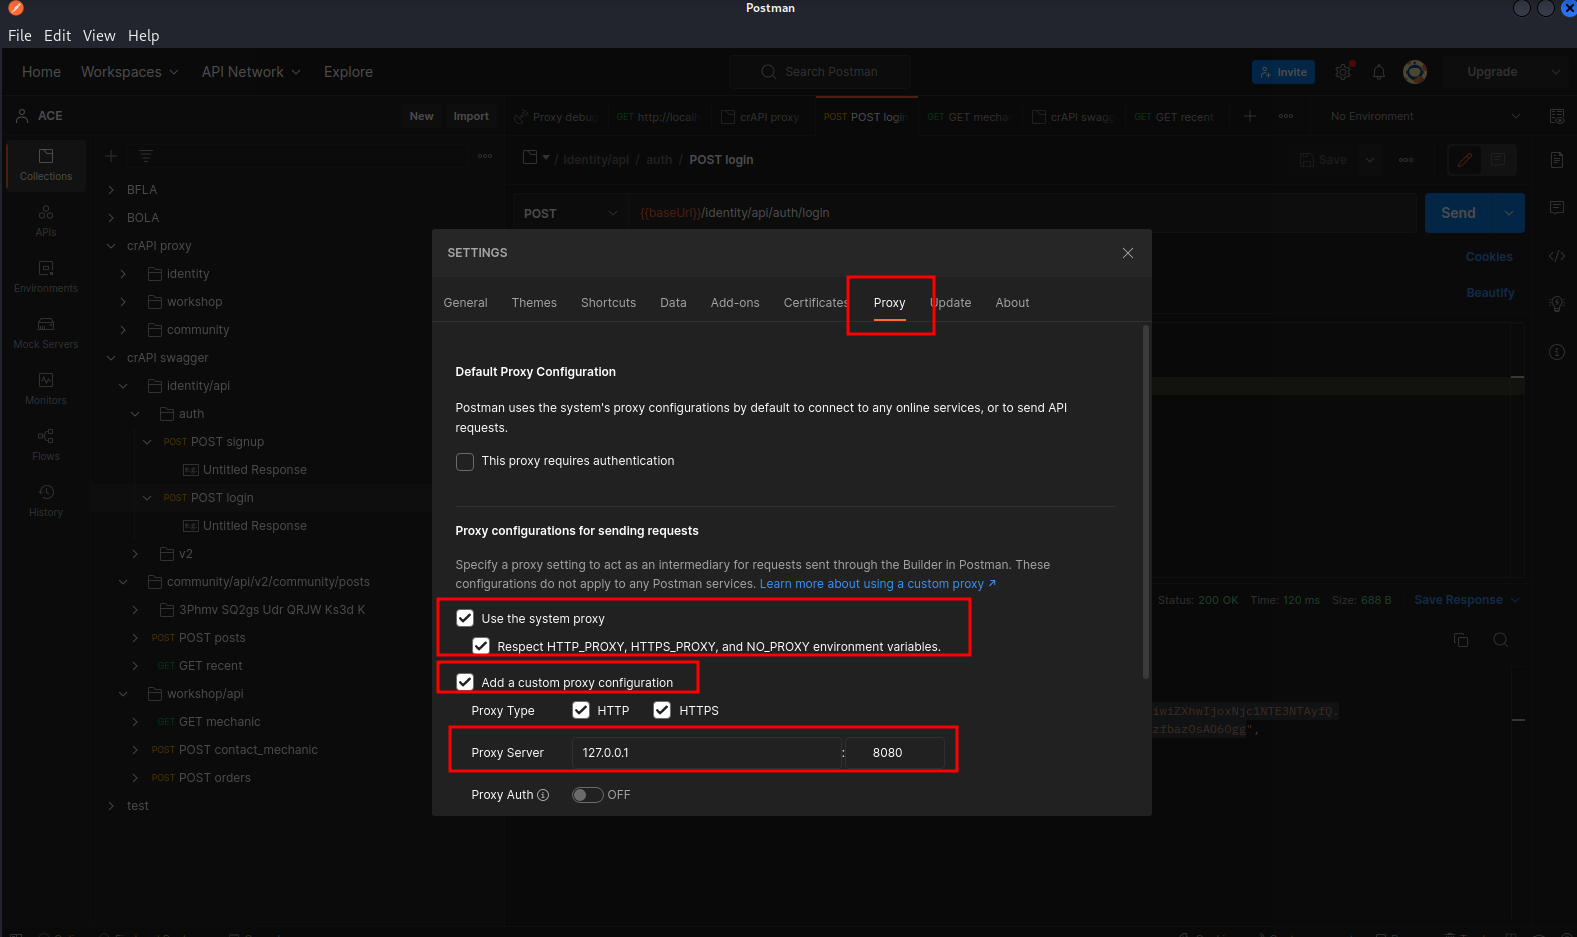 Postman
File Edit View Help
Home Workspaces API Network Explore
Search Postman
Invite
Upgrade
ACE
New Import
Proxy debug
GET http://localh
crAPI proxy
POST POST login
GET GET mecha
crAPI swagg
GET GET recent
No Environment
Collections
APIs
Environments
Mock Servers
Monitors
Flows
History
BFLA
BOLA
crAPI proxy
identity
workshop
community
crAPI swagger
identity/api
auth
POST POST signup
Untitled Response
POST POST login
Untitled Response
v2
community/api/v2/community/posts
3Phmv SQ2gs Udr QRJW Ks3d K
POST POST posts
GET GET recent
workshop/api
GET GET mechanic
POST POST contact_mechanic
POST POST orders
test
/ identity/api / auth / POST login
Save
POST
{{baseUrl}}/identity/api/auth/login
Send
Cookies
Beautify
SETTINGS
General Themes Shortcuts Data Add-ons Certificates Proxy Update About
Default Proxy Configuration
Postman uses the system's proxy configurations by default to connect to any online services, or to send API
requests.
This proxy requires authentication
Proxy configurations for sending requests
Specify a proxy setting to act as an intermediary for requests sent through the Builder in Postman. These
configurations do not apply to any Postman services. Learn more about using a custom proxy ↗
Use the system proxy
Respect HTTP_PROXY, HTTPS_PROXY, and NO_PROXY environment variables.
Add a custom proxy configuration
Proxy Type HTTP HTTPS
Proxy Server 127.0.0.1 : 8080
Proxy Auth OFF
Status: 200 OK Time: 120 ms Size: 688 B Save Response
iwiZXhwIjoxNjc1NTE3NTAyfQ.
zfbazOsAO6Ogg",